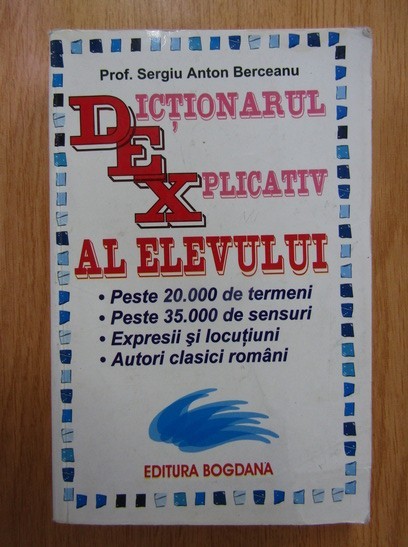 Prof. Sergiu Anton Berceanu
DICȚIONARUL
EXPLICATIV
AL ELEVULUI
• Peste 20.000 de termeni
• Peste 35.000 de sensuri
• Expresii și locuțiuni
• Autori clasici români
EDITURA BOGDANA